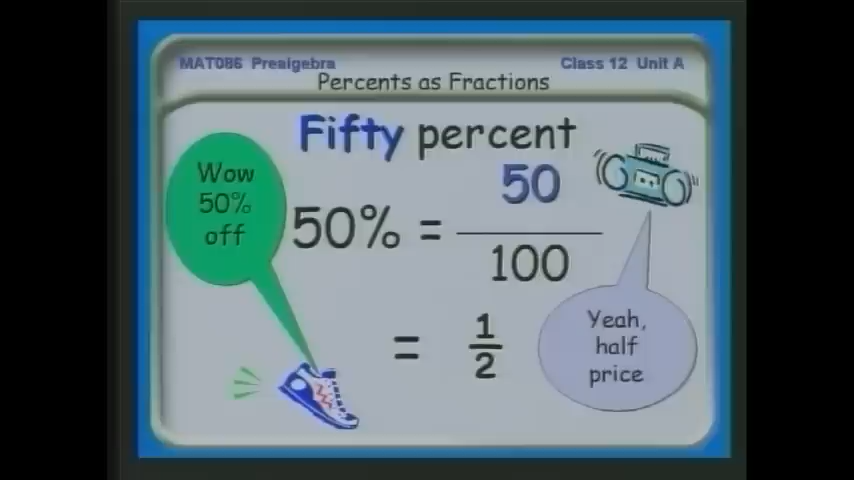 MAT086 Prealgebra
Class 12 Unit A
Percents as Fractions
Fifty percent
Wow
50%
off
50% = 50/100
= 1/2
Yeah,
half
price